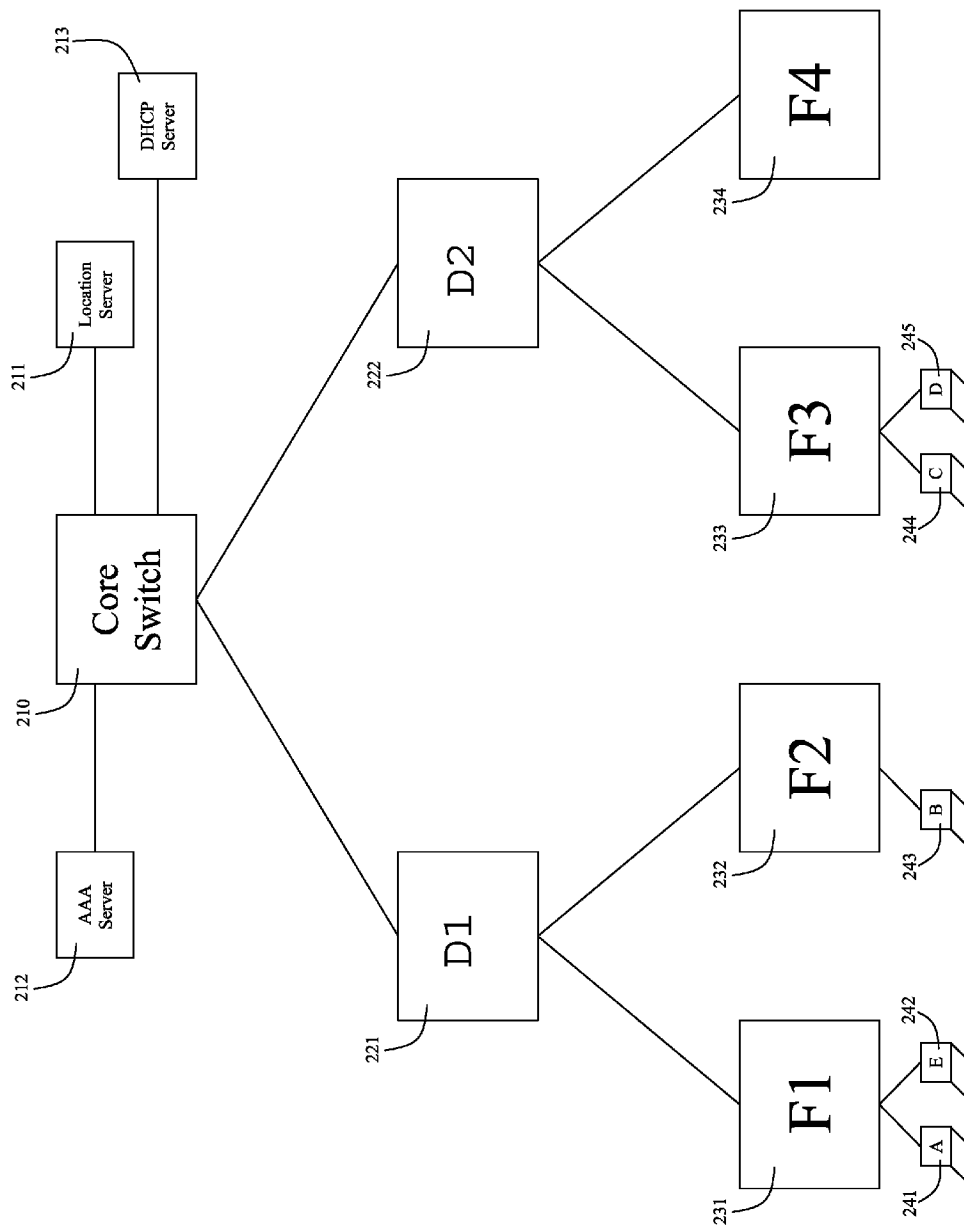 213
DHCP
Server
Location
Server
211
Core
Switch
210
AAA
Server
212
D2
222
D1
221
F4
234
F3
233
F2
232
F1
231
D
245
C
244
B
243
E
242
A
241